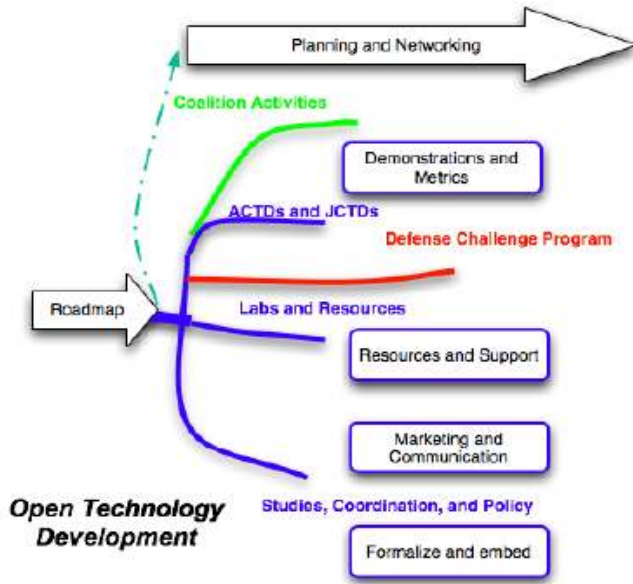 Planning and Networking
Coalition Activities
Demonstrations and
Metrics
ACTDs and JCTDs
Defense Challenge Program
Roadmap
Labs and Resources
Resources and Support
Marketing and
Communication
Studies, Coordination, and Policy
Open Technology
Development
Formalize and embed